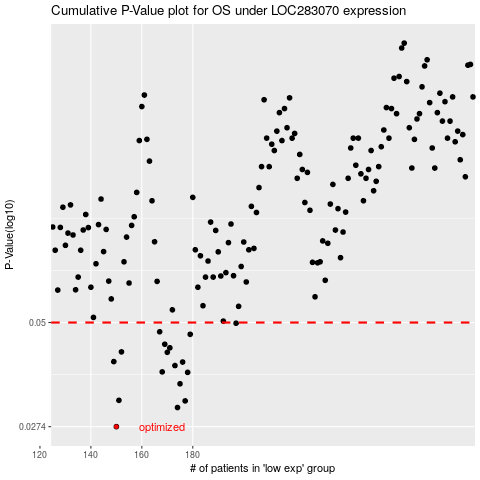 Cumulative P-Value plot for OS under LOC283070 expression
P-Value(log10)
0.05
0.0274
optimized
120 140 160 180
# of patients in 'low exp' group